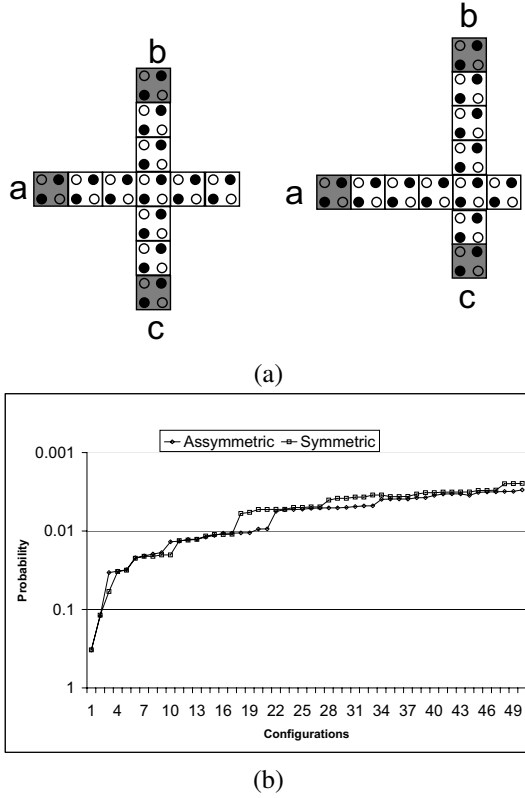 b
b
a
a
c
c
(a)
Assymetric Symmetric
0.001
0.01
0.1
1
Probability
1 4 7 10 13 16 19 22 25 28 31 34 37 40 43 46 49
Configurations
(b)